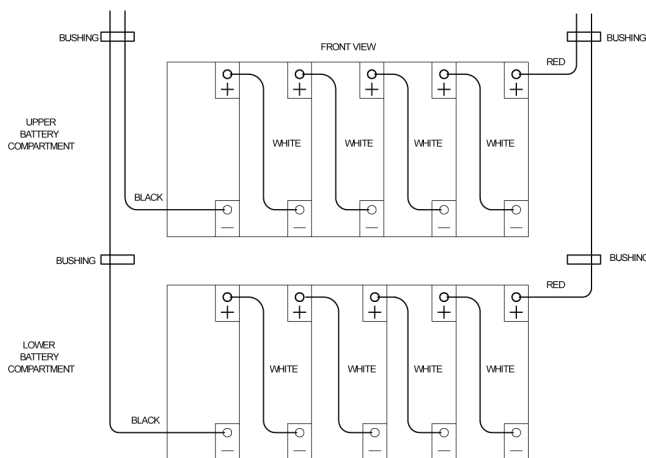 BUSHING
BUSHING
FRONT VIEW
RED
+ + + + +
UPPER
BATTERY
COMPARTMENT
WHITE WHITE WHITE WHITE
BLACK
− − − − −
BUSHING
BUSHING
RED
+ + + + +
LOWER
BATTERY
COMPARTMENT
WHITE WHITE WHITE WHITE
BLACK
− − − − −